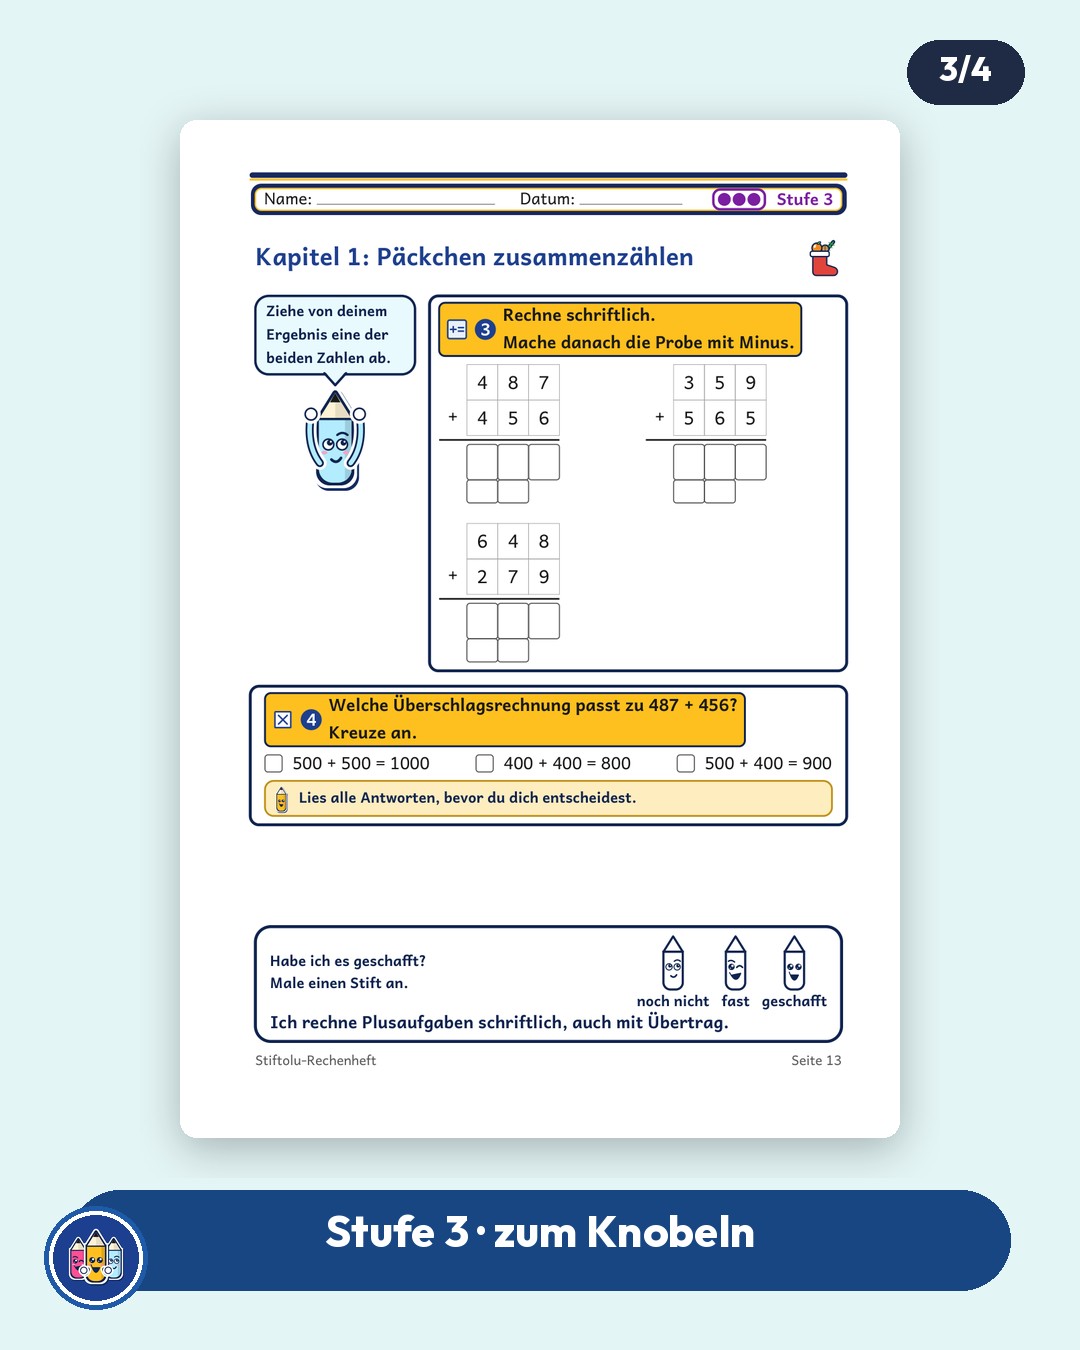 3/4
Name: Datum: Stufe 3
Kapitel 1: Päckchen zusammenzählen
Ziehe von deinem
Ergebnis eine der
beiden Zahlen ab.
+= 3 Rechne schriftlich.
Mache danach die Probe mit Minus.
4 8 7
+ 4 5 6
3 5 9
+ 5 6 5
6 4 8
+ 2 7 9
4 Welche Überschlagsrechnung passt zu 487 + 456?
Kreuze an.
500 + 500 = 1000 400 + 400 = 800 500 + 400 = 900
Lies alle Antworten, bevor du dich entscheidest.
Habe ich es geschafft?
Male einen Stift an.
noch nicht fast geschafft
Ich rechne Plusaufgaben schriftlich, auch mit Übertrag.
Stiftolu-Rechenheft Seite 13
Stufe 3 · zum Knobeln